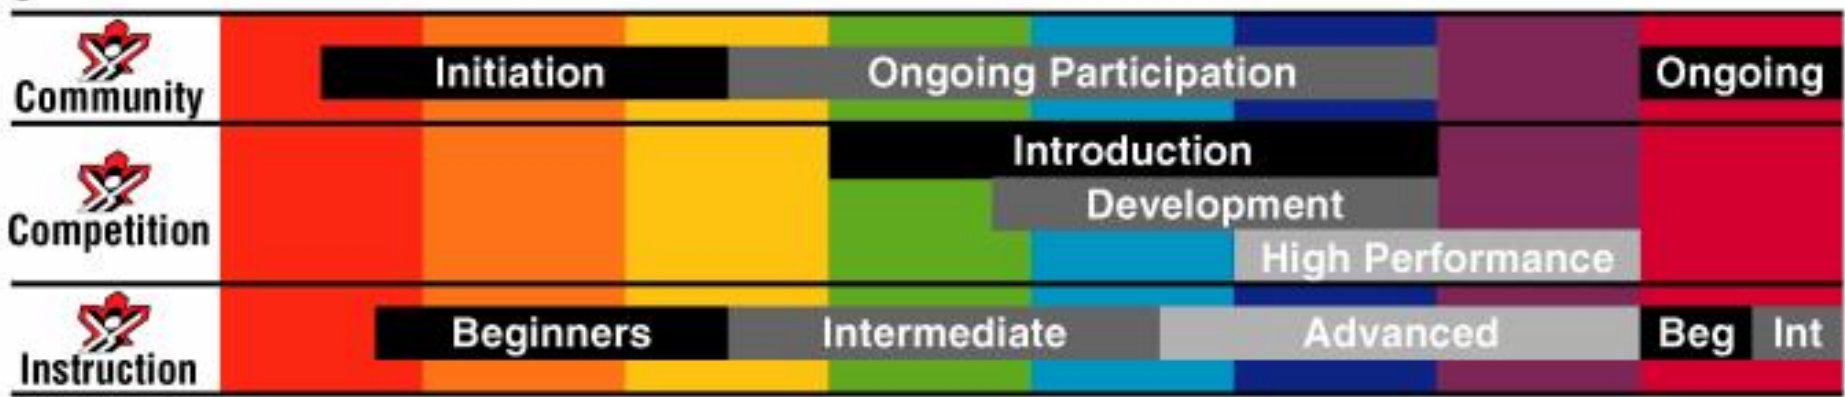 Community
Initiation
Ongoing Participation
Ongoing
Competition
Introduction
Development
High Performance
Instruction
Beginners
Intermediate
Advanced
Beg
Int